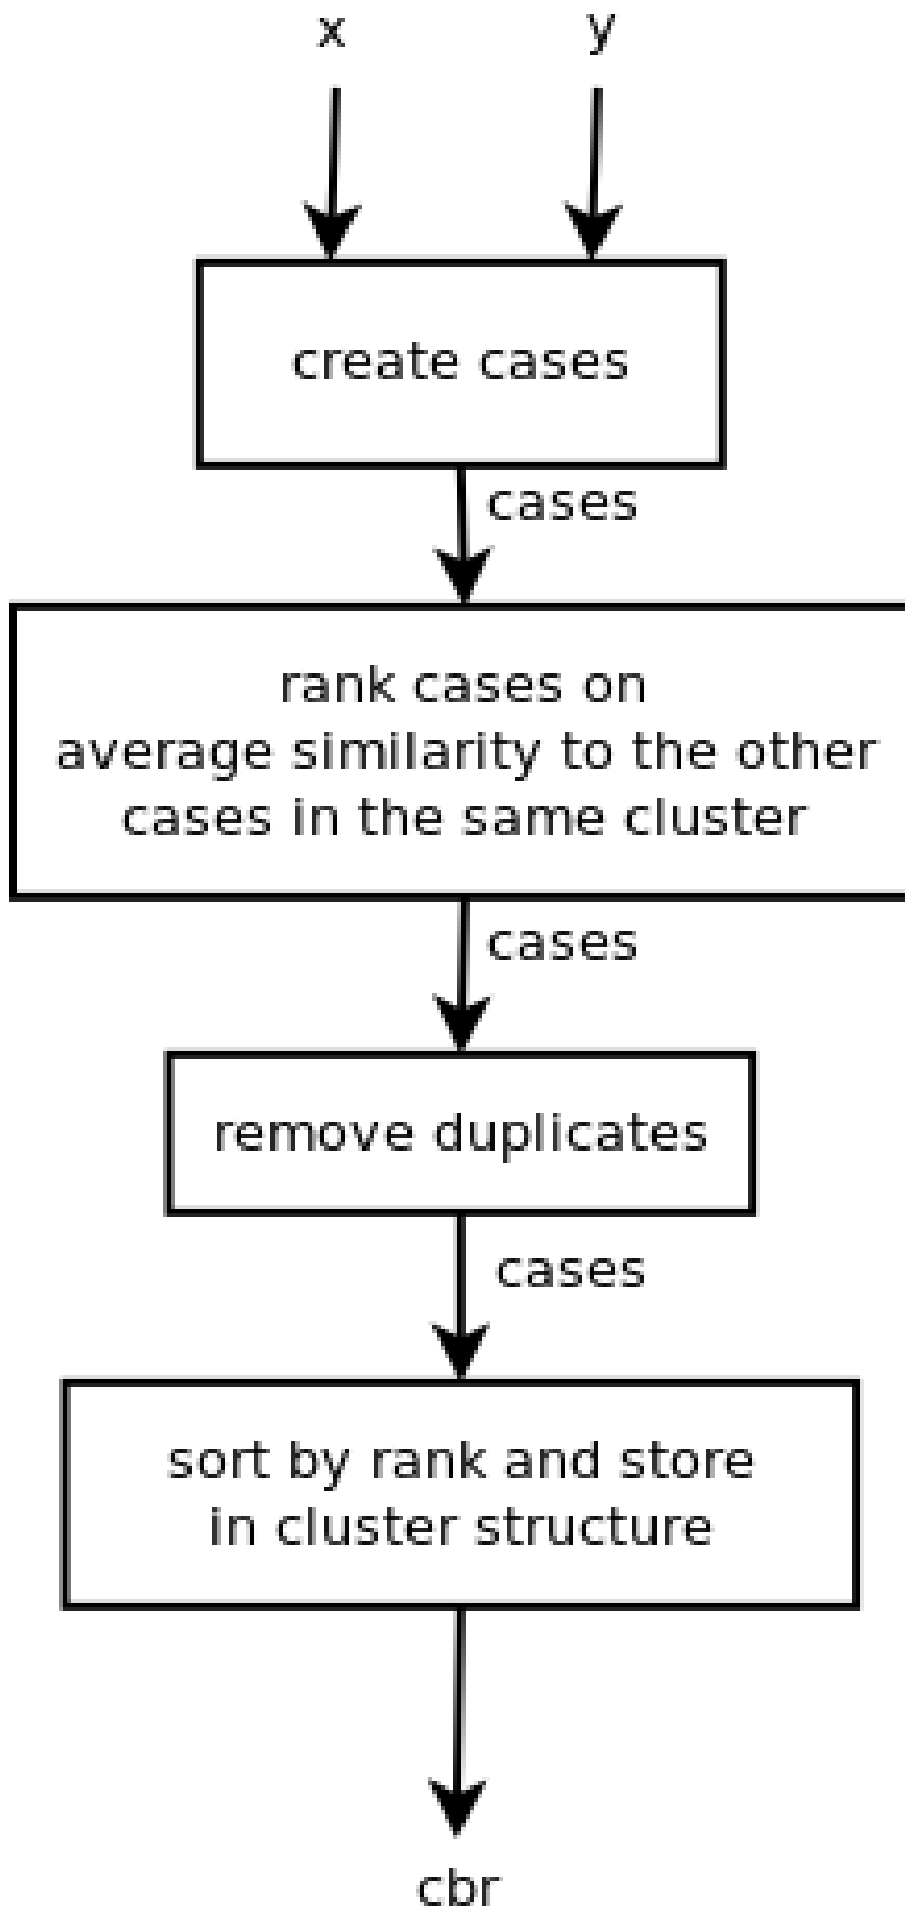 x
y
create cases
cases
rank cases on
average similarity to the other
cases in the same cluster
cases
remove duplicates
cases
sort by rank and store
in cluster structure
cbr